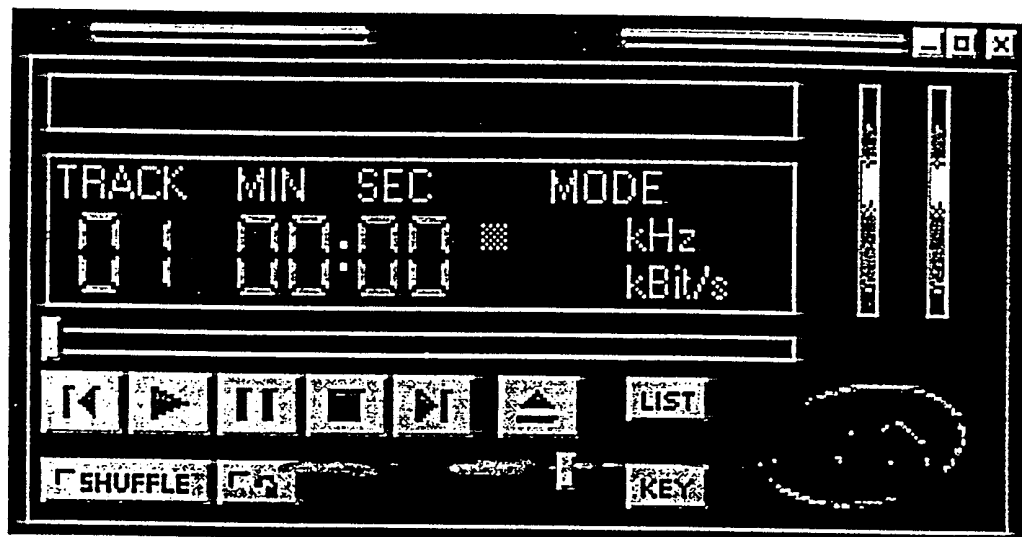 TRACK MIN SEC MODE
01 00:00 kHz
kBit/s
LIST
SHUFFLE KEY